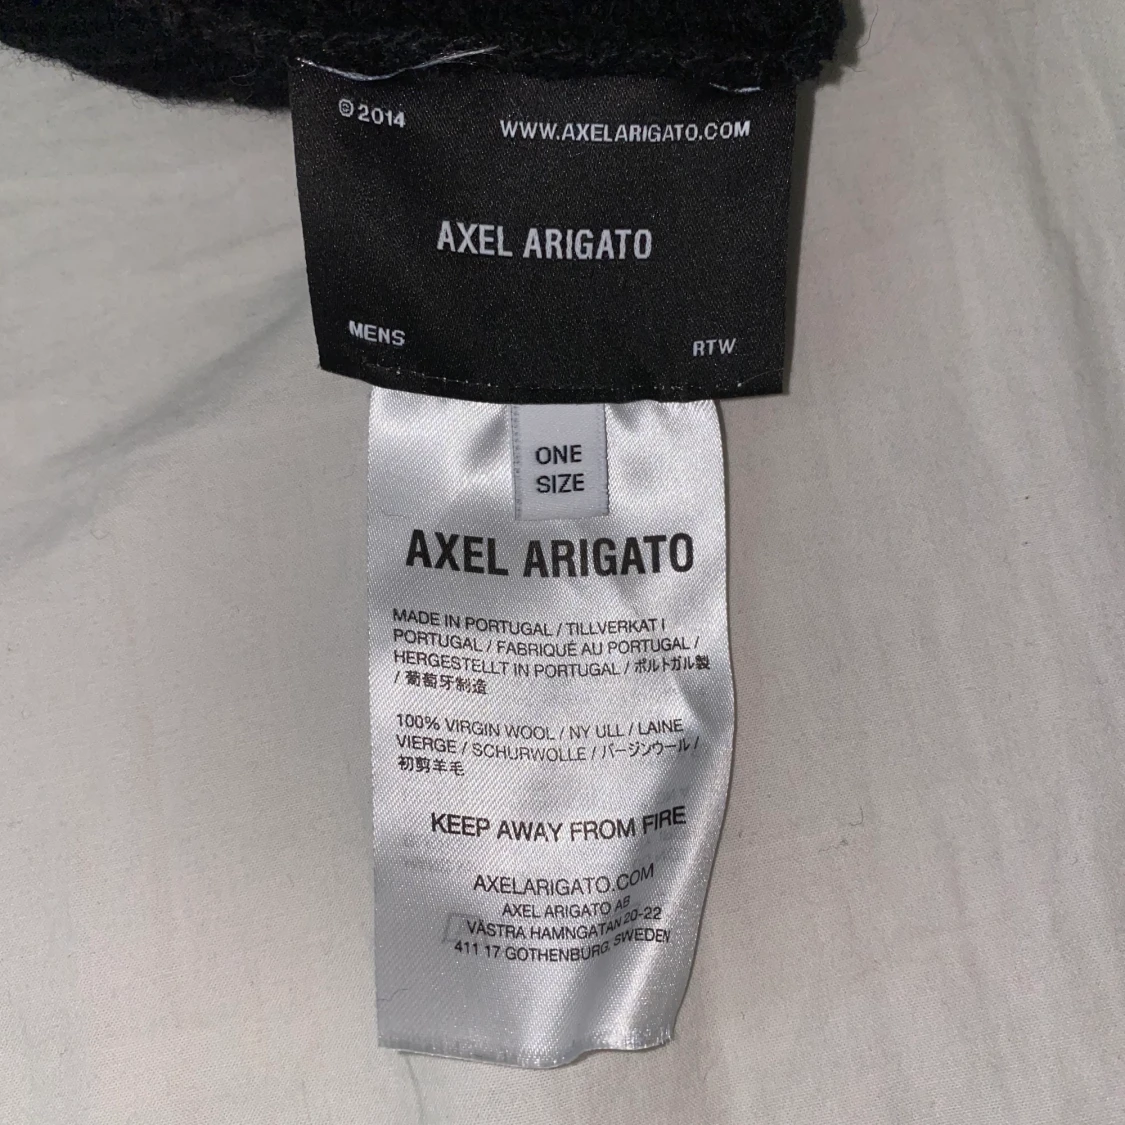 ©2014
WWW.AXELARIGATO.COM
AXEL ARIGATO
MENS
RTW
ONE
SIZE
AXEL ARIGATO
MADE IN PORTUGAL / TILLVERKAT I
PORTUGAL / FABRIQUÉ AU PORTUGAL /
HERGESTELLT IN PORTUGAL / ポルトガル製
/ 葡萄牙制造
100% VIRGIN WOOL / NY ULL / LAINE
VIERGE / SCHURWOLLE / バージンウール /
初剪羊毛
KEEP AWAY FROM FIRE
AXELARIGATO.COM
AXEL ARIGATO AB
VÄSTRA HAMNGATAN 20-22
411 17 GOTHENBURG, SWEDEN